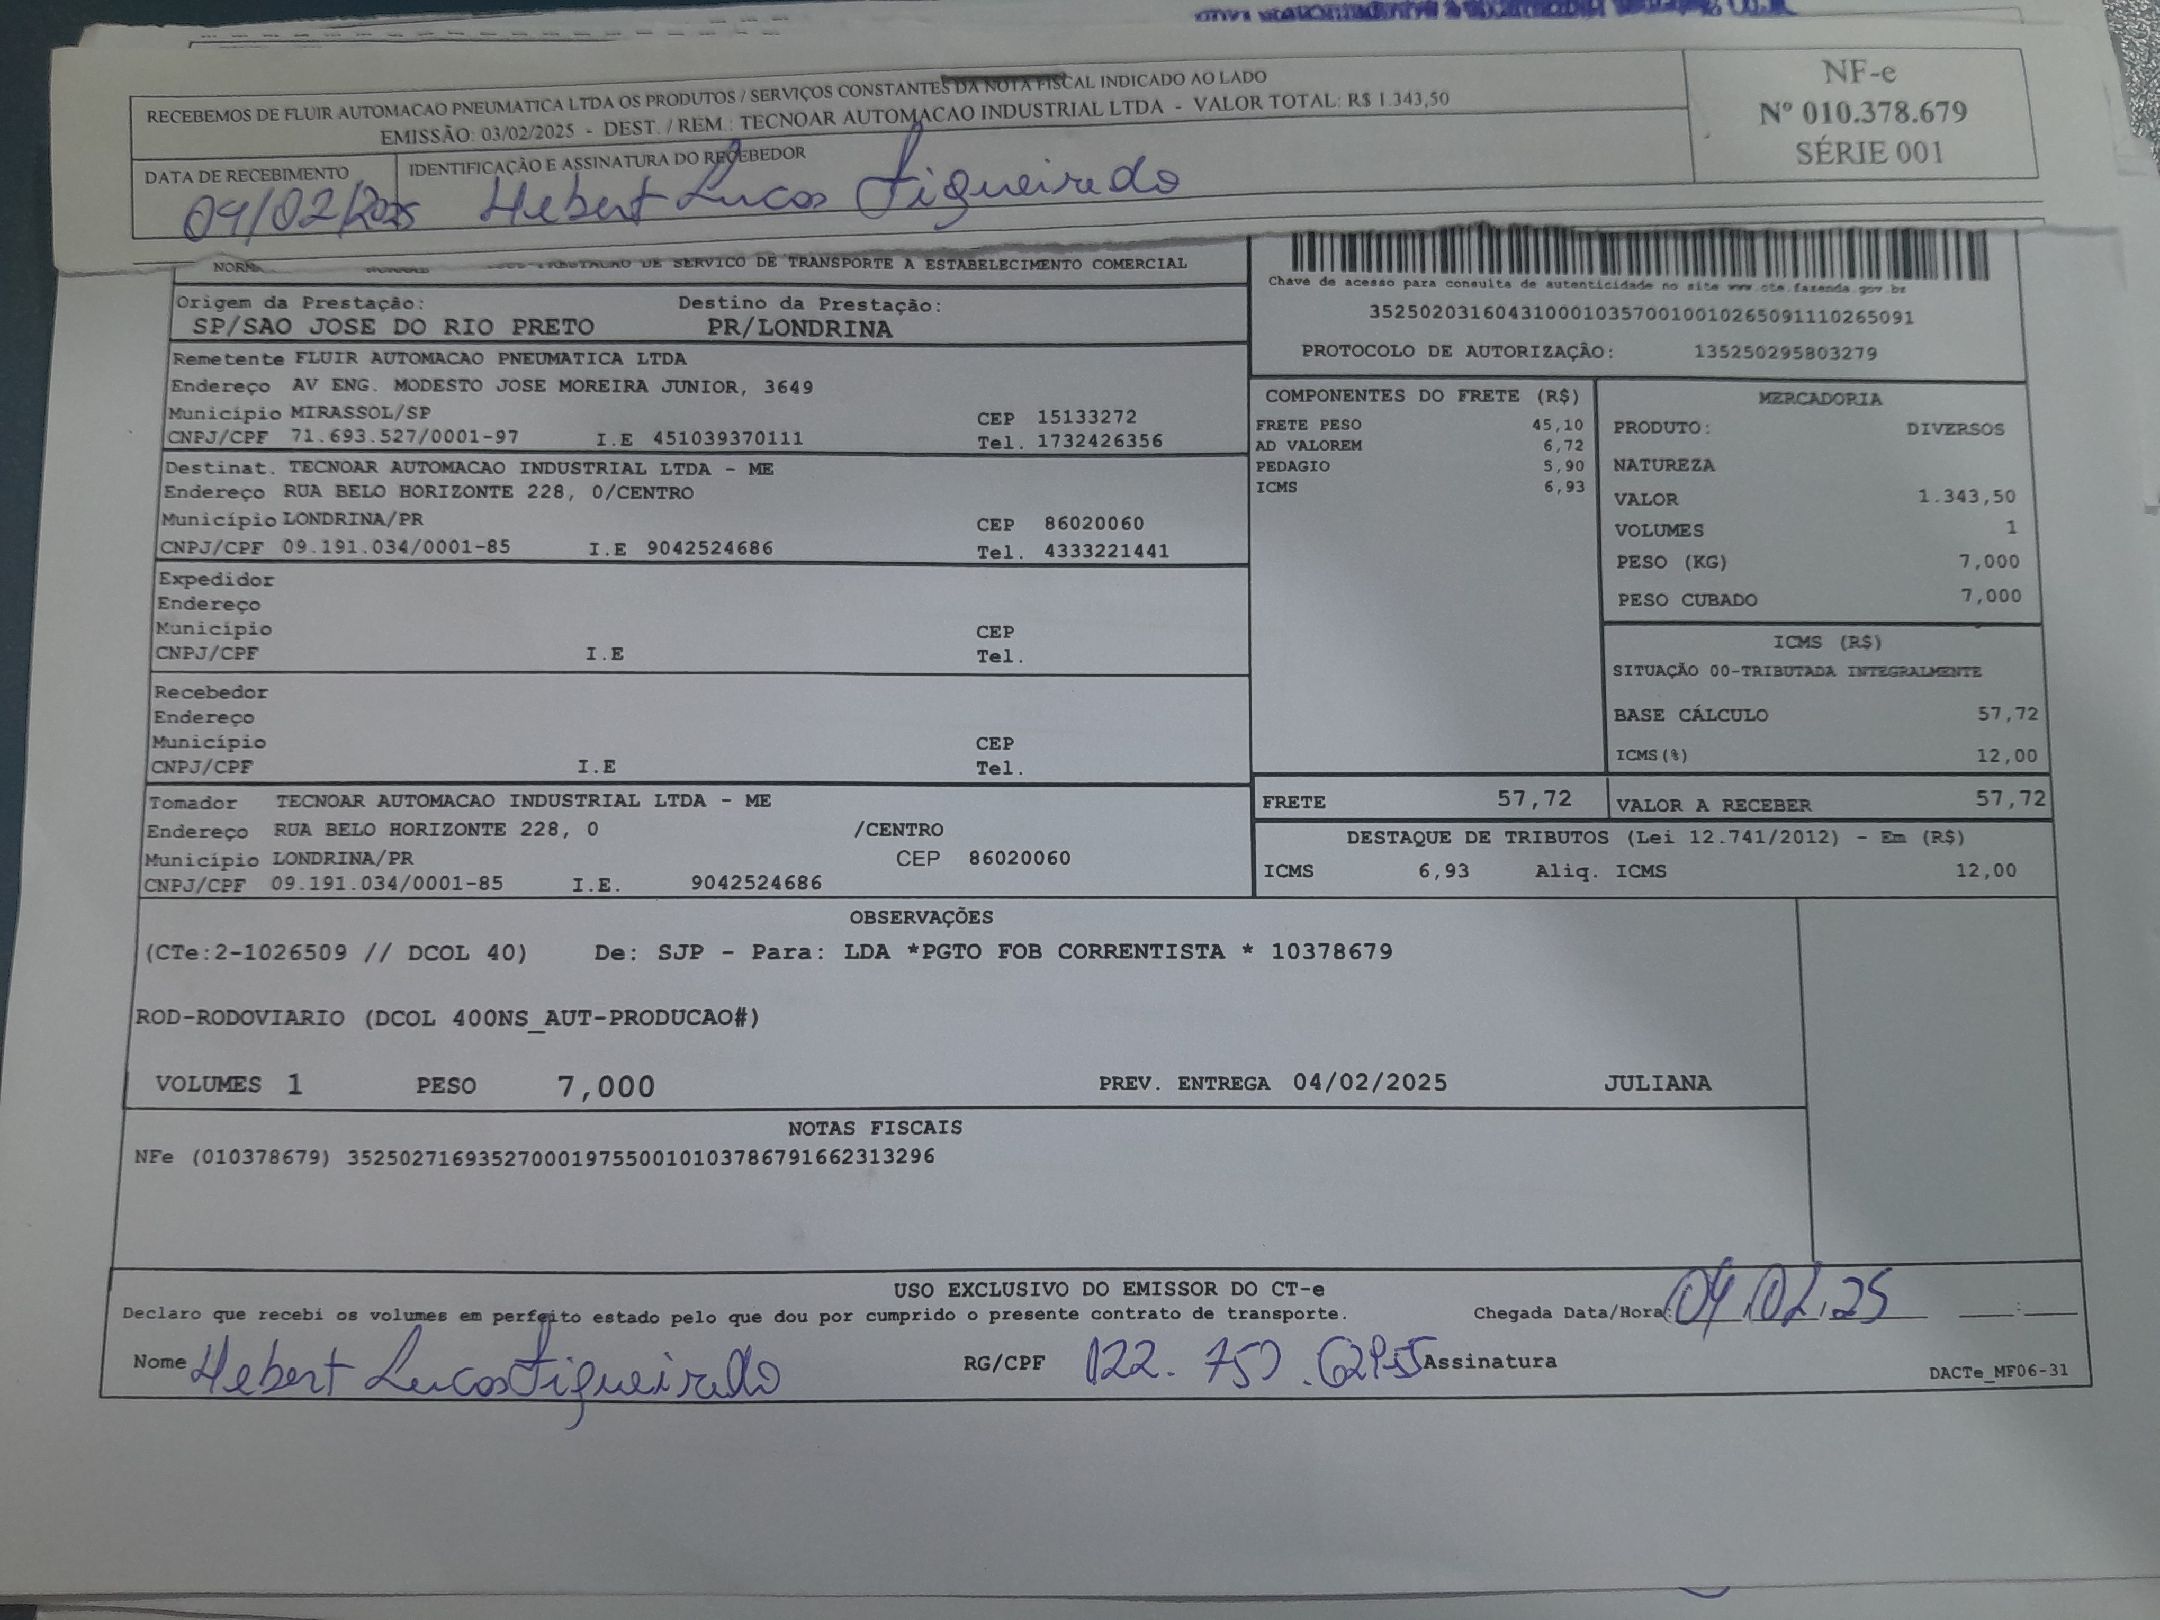 RECEBEMOS DE FLUIR AUTOMACAO PNEUMATICA LTDA OS PRODUTOS / SERVIÇOS CONSTANTES DA NOTA FISCAL INDICADO AO LADO
EMISSÃO: 03/02/2025 - DEST. / REM.: TECNOAR AUTOMACAO INDUSTRIAL LTDA - VALOR TOTAL: R$ 1.343,50
NF-e
Nº 010.378.679
SÉRIE 001
DATA DE RECEBIMENTO
IDENTIFICAÇÃO E ASSINATURA DO RECEBEDOR
04/02/2025 Hebert Lucas Figueiredo
DE SERVICO DE TRANSPORTE A ESTABELECIMENTO COMERCIAL
Origem da Prestação: Destino da Prestação:
SP/SAO JOSE DO RIO PRETO PR/LONDRINA
Chave de acesso para consulta de autenticidade no site www.cte.fazenda.gov.br
35250203160431000103570010010265091110265091
PROTOCOLO DE AUTORIZAÇÃO: 135250295803279
Remetente FLUIR AUTOMACAO PNEUMATICA LTDA
Endereço AV ENG. MODESTO JOSE MOREIRA JUNIOR, 3649
Município MIRASSOL/SP CEP 15133272
CNPJ/CPF 71.693.527/0001-97 I.E 451039370111 Tel. 1732426356
Destinat. TECNOAR AUTOMACAO INDUSTRIAL LTDA - ME
Endereço RUA BELO HORIZONTE 228, 0/CENTRO
Município LONDRINA/PR CEP 86020060
CNPJ/CPF 09.191.034/0001-85 I.E 9042524686 Tel. 4333221441
Expedidor
Endereço
Município CEP
CNPJ/CPF I.E Tel.
Recebedor
Endereço
Município CEP
CNPJ/CPF I.E Tel.
Tomador TECNOAR AUTOMACAO INDUSTRIAL LTDA - ME
Endereço RUA BELO HORIZONTE 228, 0 /CENTRO
Município LONDRINA/PR CEP 86020060
CNPJ/CPF 09.191.034/0001-85 I.E. 9042524686
COMPONENTES DO FRETE (R$)
FRETE PESO 45,10
AD VALOREM 6,72
PEDAGIO 5,90
ICMS 6,93
MERCADORIA
PRODUTO: DIVERSOS
NATUREZA
VALOR 1.343,50
VOLUMES 1
PESO (KG) 7,000
PESO CUBADO 7,000
ICMS (R$)
SITUAÇÃO 00-TRIBUTADA INTEGRALMENTE
BASE CÁLCULO 57,72
ICMS(%) 12,00
FRETE 57,72 VALOR A RECEBER 57,72
DESTAQUE DE TRIBUTOS (Lei 12.741/2012) - Em (R$)
ICMS 6,93 Aliq. ICMS 12,00
OBSERVAÇÕES
(CTe:2-1026509 // DCOL 40) De: SJP - Para: LDA *PGTO FOB CORRENTISTA * 10378679
ROD-RODOVIARIO (DCOL 400NS_AUT-PRODUCAO#)
VOLUMES 1 PESO 7,000 PREV. ENTREGA 04/02/2025 JULIANA
NOTAS FISCAIS
NFe (010378679) 35250271693527000197550010103786791662313296
USO EXCLUSIVO DO EMISSOR DO CT-e
Declaro que recebi os volumes em perfeito estado pelo que dou por cumprido o presente contrato de transporte. Chegada Data/Hora: 04.02.25
Nome Hebert Lucas Figueiredo RG/CPF Assinatura
DACTe_MF06-31